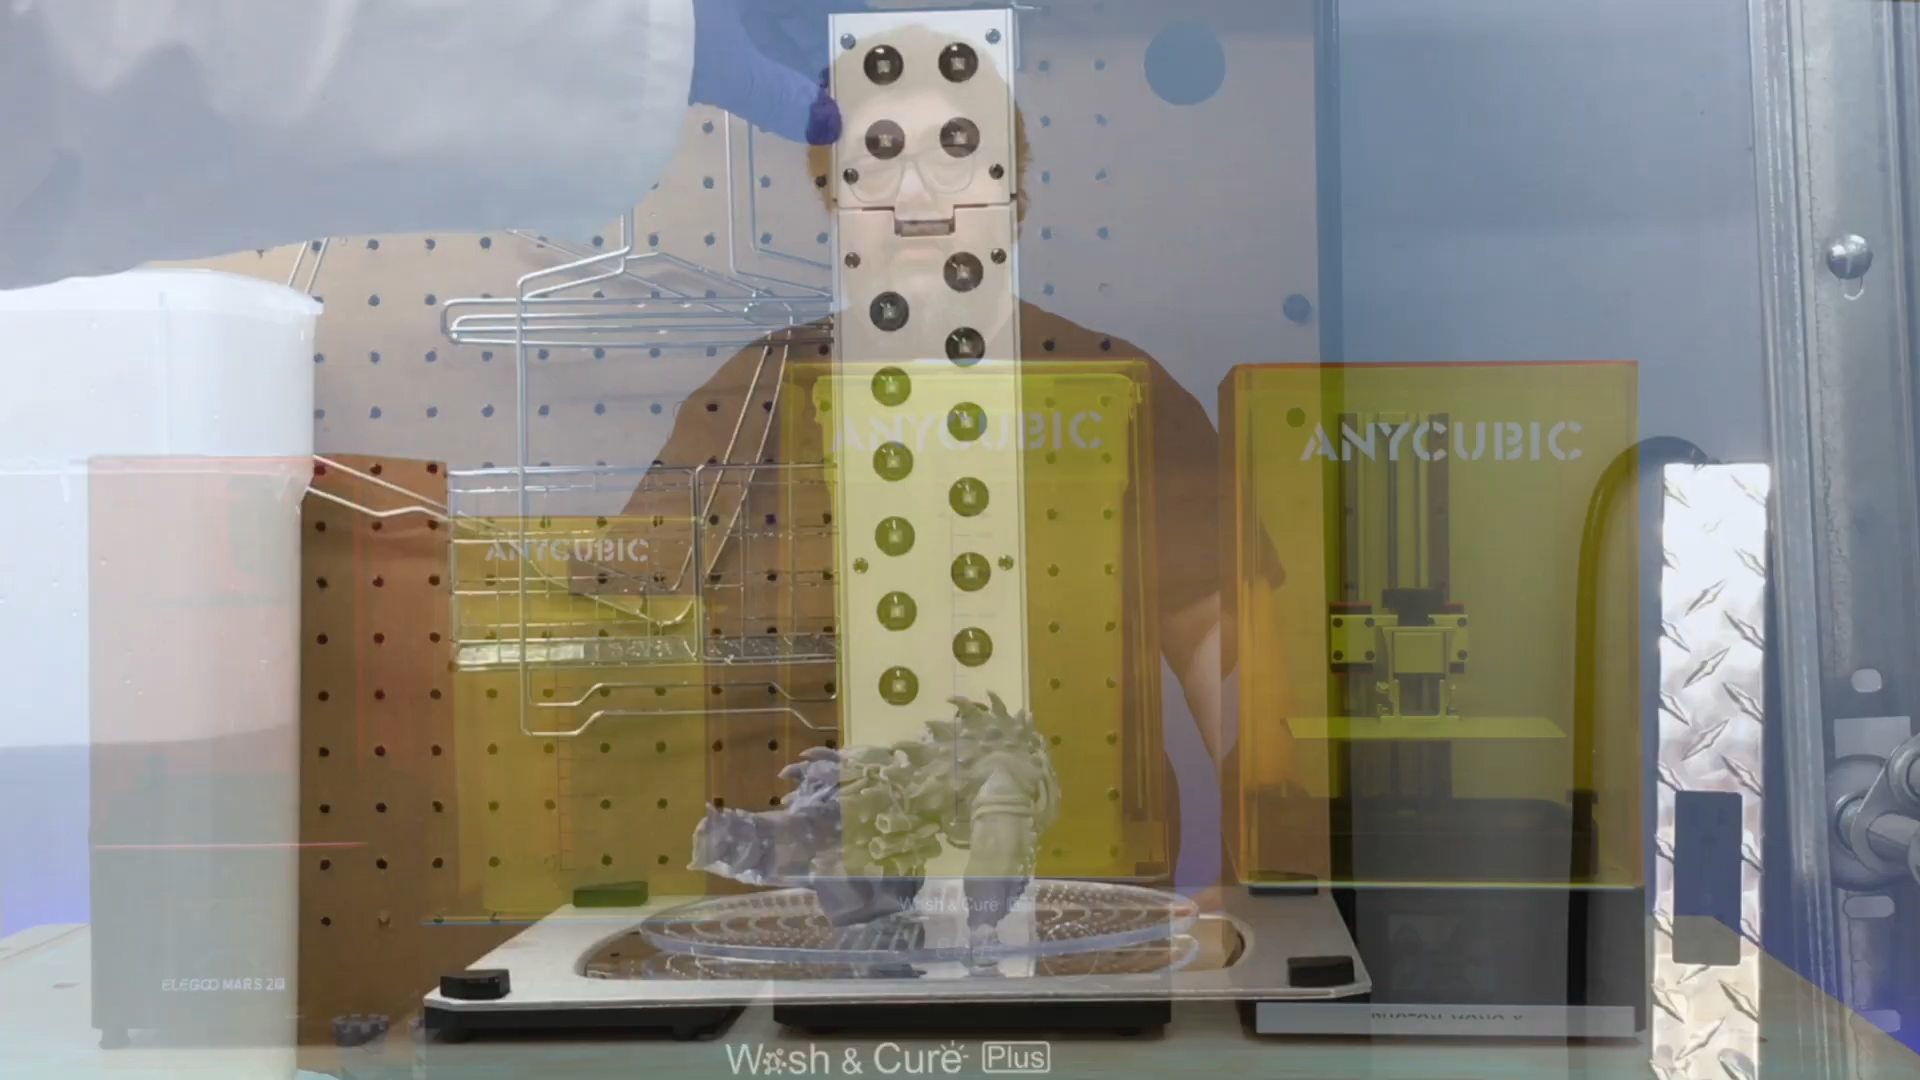 ANYCUBIC
ANYCUBIC
ANYCUBIC
Wash & Cure
ELEGOO MARS 2
Wash & Cure Plus